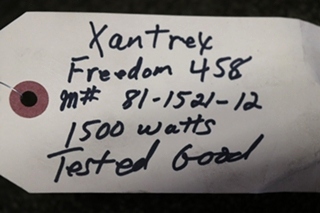 Xantrex
Freedom 458
M# 81-1521-12
1500 watts
Tested Good